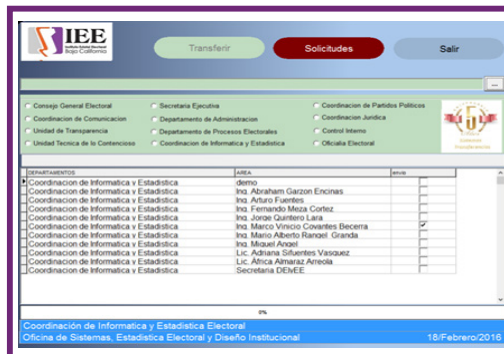 IEE
Instituto Estatal Electoral
Baja California
Transferir
Solicitudes
Salir
...
Consejo General Electoral
Secretaria Ejecutiva
Coordinacion de Partidos Politicos
Coordinacion de Comunicacion
Departamento de Administracion
Coordinacion Juridica
Unidad de Transparencia
Departamento de Procesos Electorales
Control Interno
Unidad Tecnica de lo Contencioso
Coordinacion de Informatica y Estadistica
Oficialia Electoral
DEPARTAMENTOS AREA envio
Coordinacion de Informatica y Estadistica demo
Coordinacion de Informatica y Estadistica Ing. Abraham Garzon Encinas
Coordinacion de Informatica y Estadistica Ing. Arturo Fuentes
Coordinacion de Informatica y Estadistica Ing. Fernando Meza Cortez
Coordinacion de Informatica y Estadistica Ing. Jorge Quintero Lara
Coordinacion de Informatica y Estadistica Ing. Marco Vinicio Covantes Becerra
Coordinacion de Informatica y Estadistica Ing. Mario Alberto Rangel Granda
Coordinacion de Informatica y Estadistica Ing. Miguel Angel
Coordinacion de Informatica y Estadistica Lic. Adriana Sifuentes Vasquez
Coordinacion de Informatica y Estadistica Lic. África Almaraz Arreola
Coordinacion de Informatica y Estadistica Secretaria DEIyEE
0%
Coordinación de Informatica y Estadistica Electoral
Oficina de Sistemas, Estadistica Electoral y Diseño Institucional 18/Febrero/2016